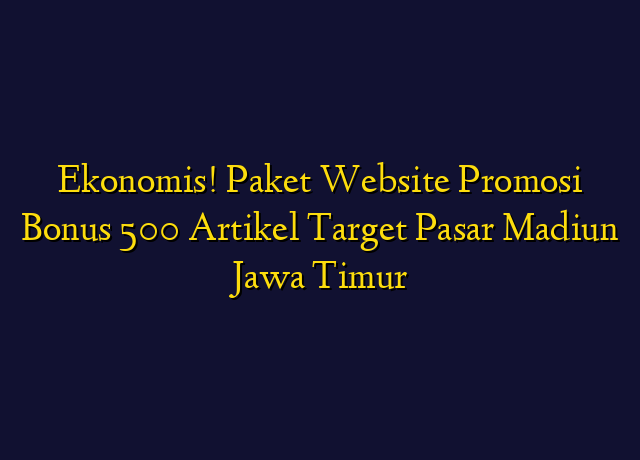 Ekonomis! Paket Website Promosi
Bonus 500 Artikel Target Pasar Madiun
Jawa Timur